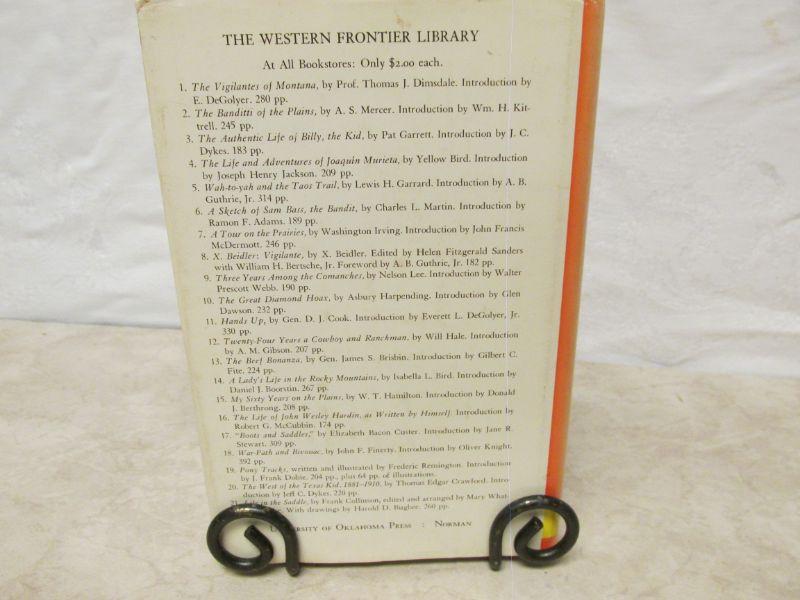 THE WESTERN FRONTIER LIBRARY
At All Bookstores: Only $2.00 each.
1. The Vigilantes of Montana, by Prof. Thomas J. Dimsdale. Introduction by
E. DeGolyer. 280 pp.
2. The Banditti of the Plains, by A. S. Mercer. Introduction by Wm. H. Kit-
trell. 245 pp.
3. The Authentic Life of Billy, the Kid, by Pat Garrett. Introduction by J. C.
Dykes. 183 pp.
4. The Life and Adventures of Joaquín Murieta, by Yellow Bird. Introduction
by Joseph Henry Jackson. 209 pp.
5. Wah-to-yah and the Taos Trail, by Lewis H. Garrard. Introduction by A. B.
Guthrie, Jr. 314 pp.
6. A Sketch of Sam Bass, the Bandit, by Charles L. Martin. Introduction by
Ramon F. Adams. 189 pp.
7. A Tour on the Prairies, by Washington Irving. Introduction by John Francis
McDermott. 246 pp.
8. X. Beidler: Vigilante, by X. Beidler. Edited by Helen Fitzgerald Sanders
with William H. Bertsche, Jr. Foreword by A. B. Guthrie, Jr. 182 pp.
9. Three Years Among the Comanches, by Nelson Lee. Introduction by Walter
Prescott Webb. 190 pp.
10. The Great Diamond Hoax, by Asbury Harpending. Introduction by Glen
Dawson. 232 pp.
11. Hands Up, by Gen. D. J. Cook. Introduction by Everett L. DeGolyer, Jr.
330 pp.
12. Twenty-Four Years a Cowboy and Ranchman, by Will Hale. Introduction
by A. M. Gibson. 207 pp.
13. The Beef Bonanza, by Gen. James S. Brisbin. Introduction by Gilbert C.
Fite. 224 pp.
14. A Lady's Life in the Rocky Mountains, by Isabella L. Bird. Introduction by
Daniel J. Boorstin. 267 pp.
15. My Sixty Years on the Plains, by W. T. Hamilton. Introduction by Donald
J. Berthrong. 208 pp.
16. The Life of John Wesley Hardin, as Written by Himself. Introduction by
Robert G. McCubbin. 174 pp.
17. "Boots and Saddles," by Elizabeth Bacon Custer. Introduction by Jane R.
Stewart. 309 pp.
18. War-Path and Bivouac, by John F. Finerty. Introduction by Oliver Knight.
392 pp.
19. Pony Tracks, written and illustrated by Frederic Remington. Introduction
by J. Frank Dobie. 204 pp., plus 64 pp. of illustrations.
20. The West of the Texas Kid, 1881-1910, by Thomas Edgar Crawford. Intro-
duction by Jeff C. Dykes. 226 pp.
21. Life in the Saddle, by Frank Collinson, edited and arranged by Mary What-
With drawings by Harold D. Bugbee. 260 pp.
UNIVERSITY OF OKLAHOMA PRESS : NORMAN